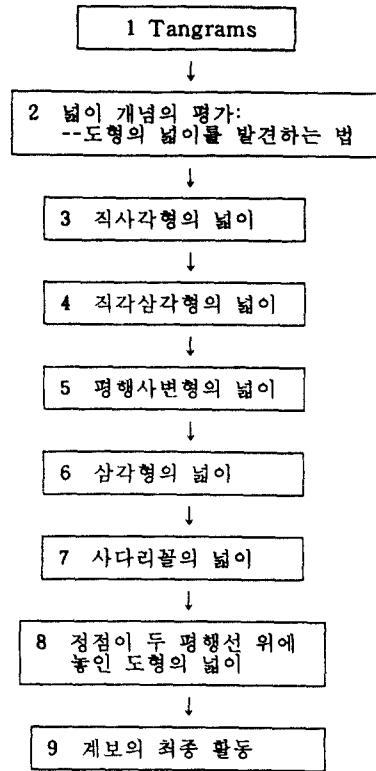 1 Tangrams
2 넓이 개념의 평가:
--도형의 넓이를 발견하는 법
3 직사각형의 넓이
4 직각삼각형의 넓이
5 평행사변형의 넓이
6 삼각형의 넓이
7 사다리꼴의 넓이
8 정점이 두 평행선 위에
놓인 도형의 넓이
9 계보의 최종 활동